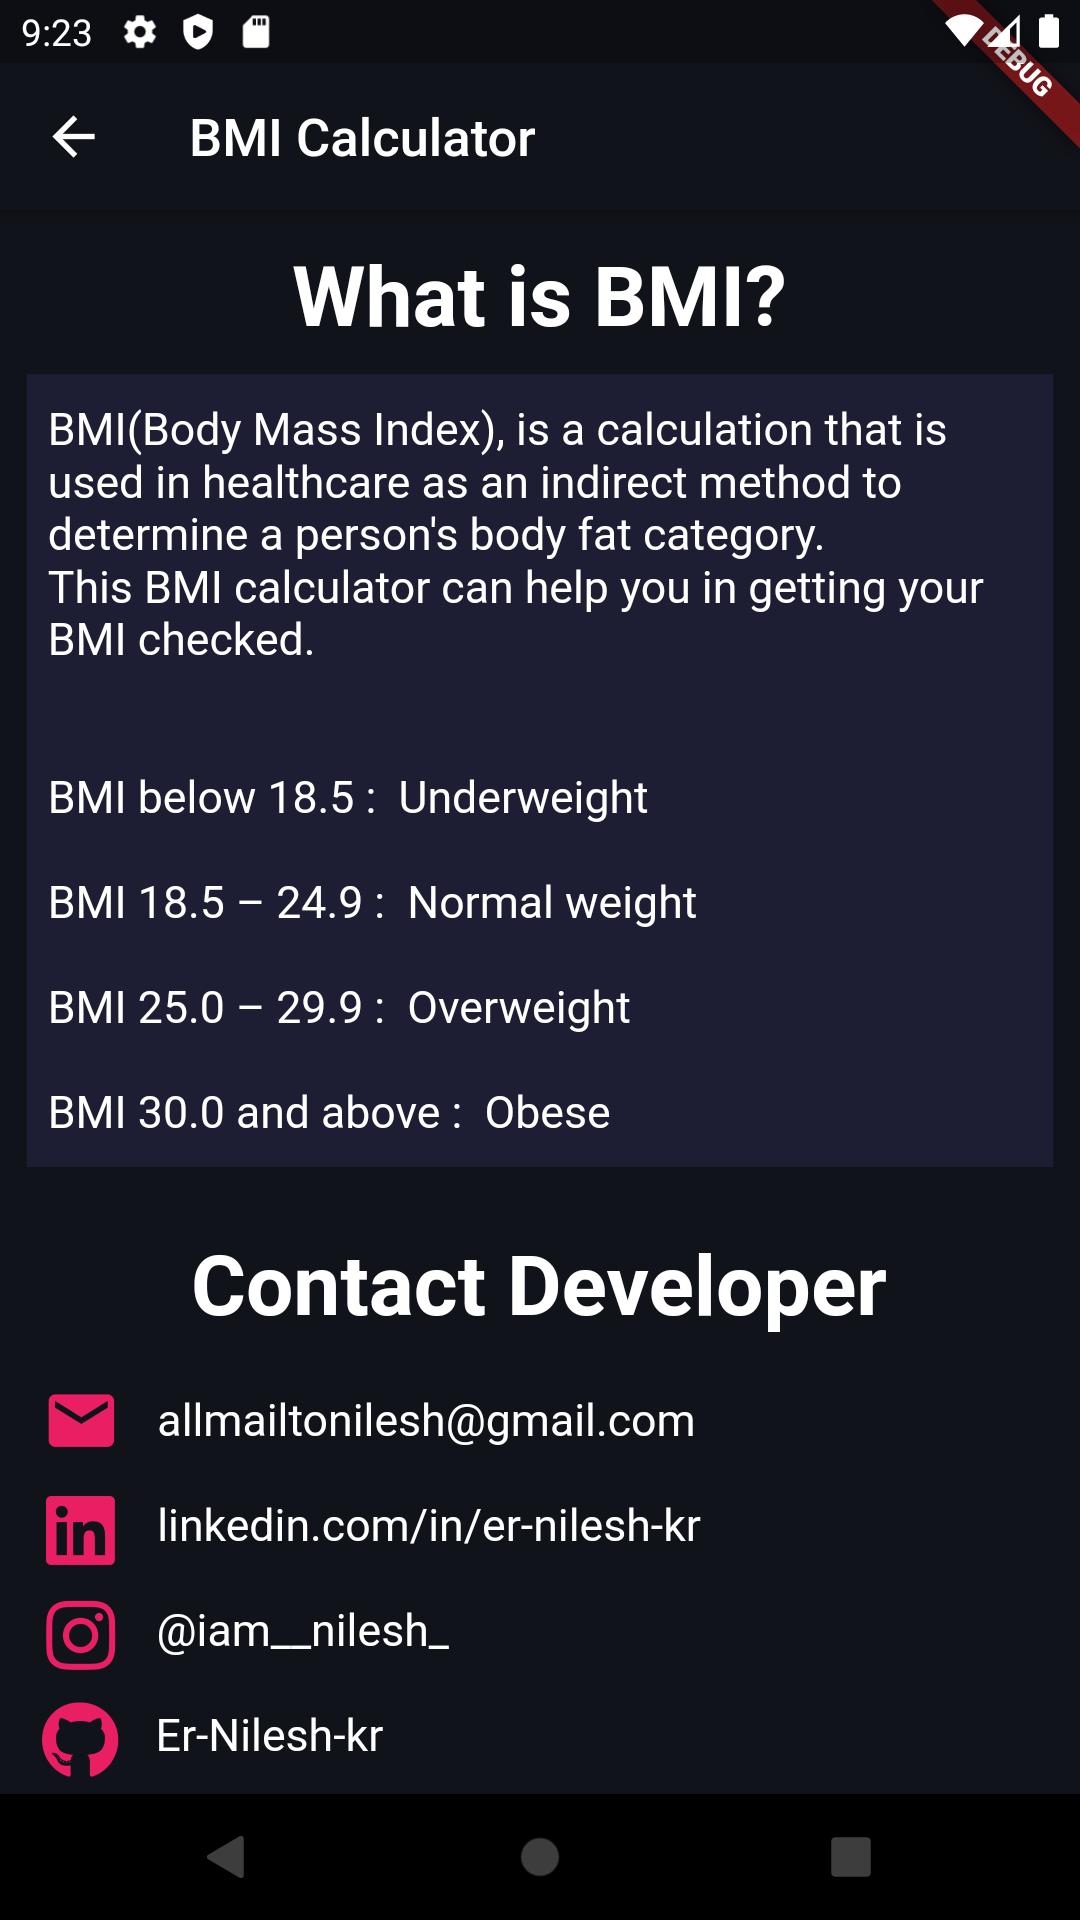 9:23
DEBUG
BMI Calculator
What is BMI?
BMI(Body Mass Index), is a calculation that is
used in healthcare as an indirect method to
determine a person's body fat category.
This BMI calculator can help you in getting your
BMI checked.
BMI below 18.5 :  Underweight
BMI 18.5 – 24.9 :  Normal weight
BMI 25.0 – 29.9 :  Overweight
BMI 30.0 and above :  Obese
Contact Developer
allmailtonilesh@gmail.com
in linkedin.com/in/er-nilesh-kr
@iam__nilesh_
Er-Nilesh-kr